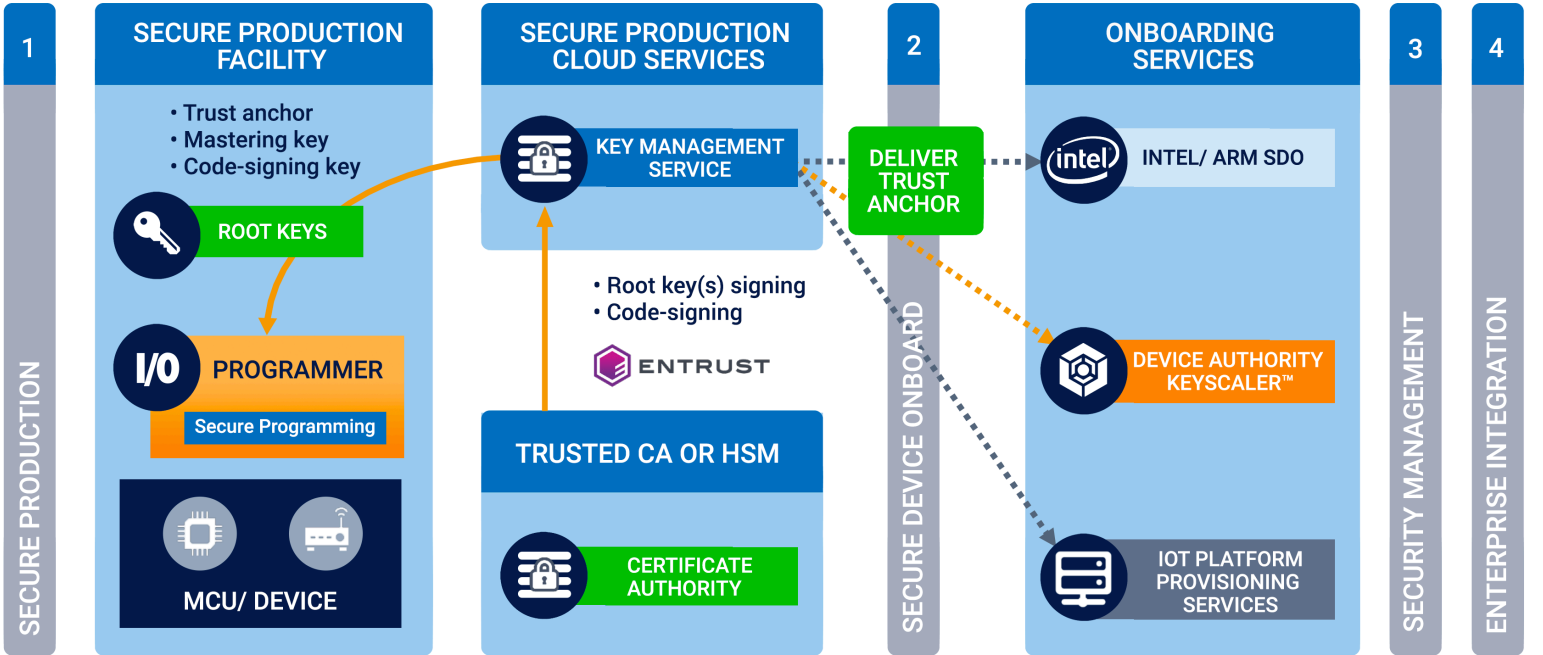 1
SECURE PRODUCTION
SECURE PRODUCTION
FACILITY
• Trust anchor
• Mastering key
• Code-signing key
ROOT KEYS
I/O
PROGRAMMER
Secure Programming
MCU/ DEVICE
SECURE PRODUCTION
CLOUD SERVICES
KEY MANAGEMENT
SERVICE
• Root key(s) signing
• Code-signing
ENTRUST
TRUSTED CA OR HSM
CERTIFICATE
AUTHORITY
2
SECURE DEVICE ONBOARD
DELIVER
TRUST
ANCHOR
ONBOARDING
SERVICES
intel
INTEL/ ARM SDO
DEVICE AUTHORITY
KEYSCALER™
IOT PLATFORM
PROVISIONING
SERVICES
3
SECURITY MANAGEMENT
4
ENTERPRISE INTEGRATION